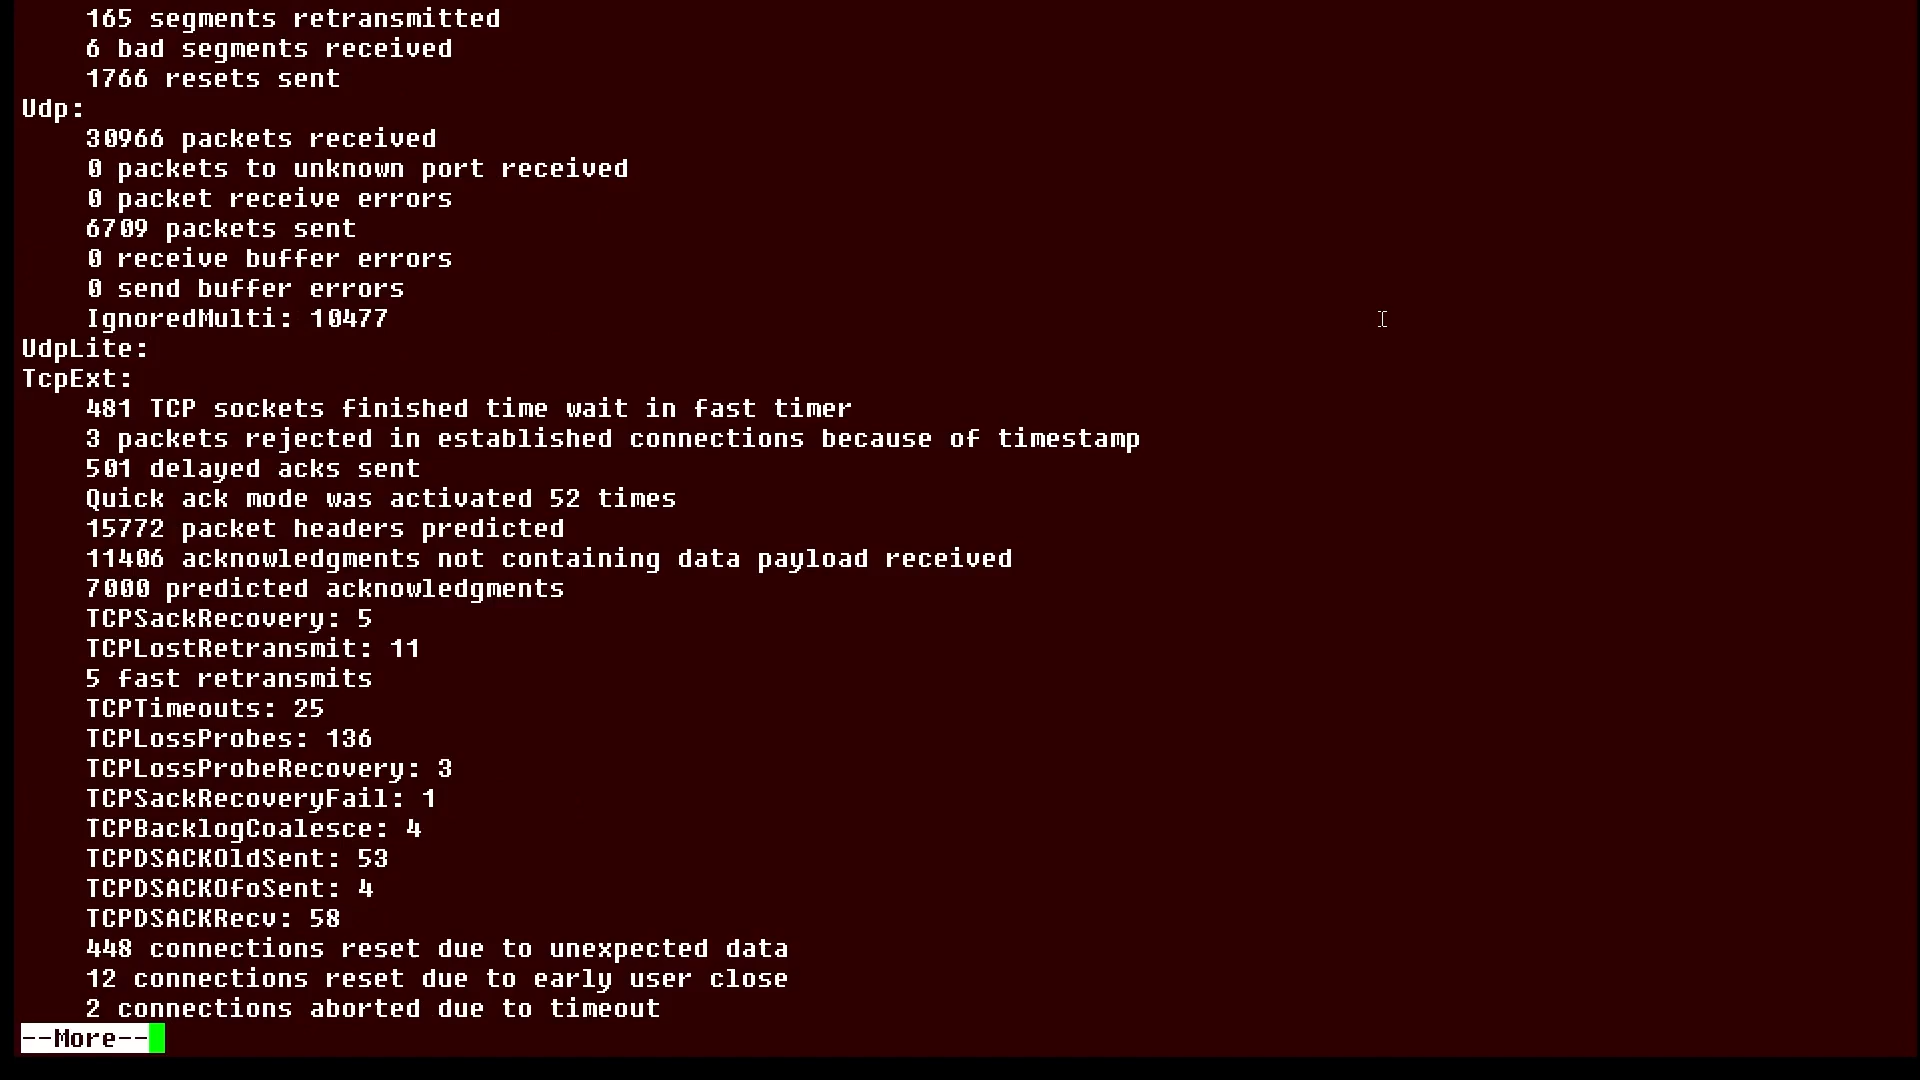 165 segments retransmitted
6 bad segments received
1766 resets sent
Udp:
30966 packets received
0 packets to unknown port received
0 packet receive errors
6709 packets sent
0 receive buffer errors
0 send buffer errors
IgnoredMulti: 10477
UdpLite:
TcpExt:
481 TCP sockets finished time wait in fast timer
3 packets rejected in established connections because of timestamp
501 delayed acks sent
Quick ack mode was activated 52 times
15772 packet headers predicted
11406 acknowledgments not containing data payload received
7000 predicted acknowledgments
TCPSackRecovery: 5
TCPLostRetransmit: 11
5 fast retransmits
TCPTimeouts: 25
TCPLossProbes: 136
TCPLossProbeRecovery: 3
TCPSackRecoveryFail: 1
TCPBacklogCoalesce: 4
TCPDSACKOldSent: 53
TCPDSACKOfoSent: 4
TCPDSACKRecv: 58
448 connections reset due to unexpected data
12 connections reset due to early user close
2 connections aborted due to timeout
--More--